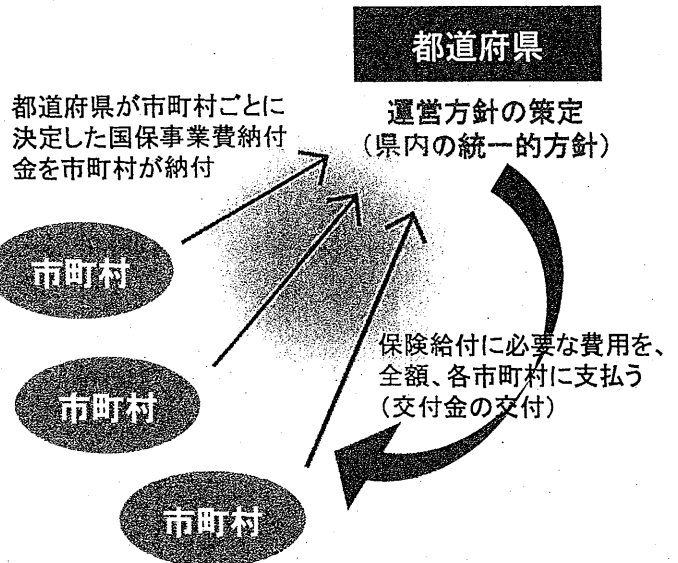 都道府県
運営方針の策定
（県内の統一的方針）
都道府県が市町村ごとに
決定した国保事業費納付
金を市町村が納付
市町村
市町村
市町村
保険給付に必要な費用を、
全額、各市町村に支払う
（交付金の交付）